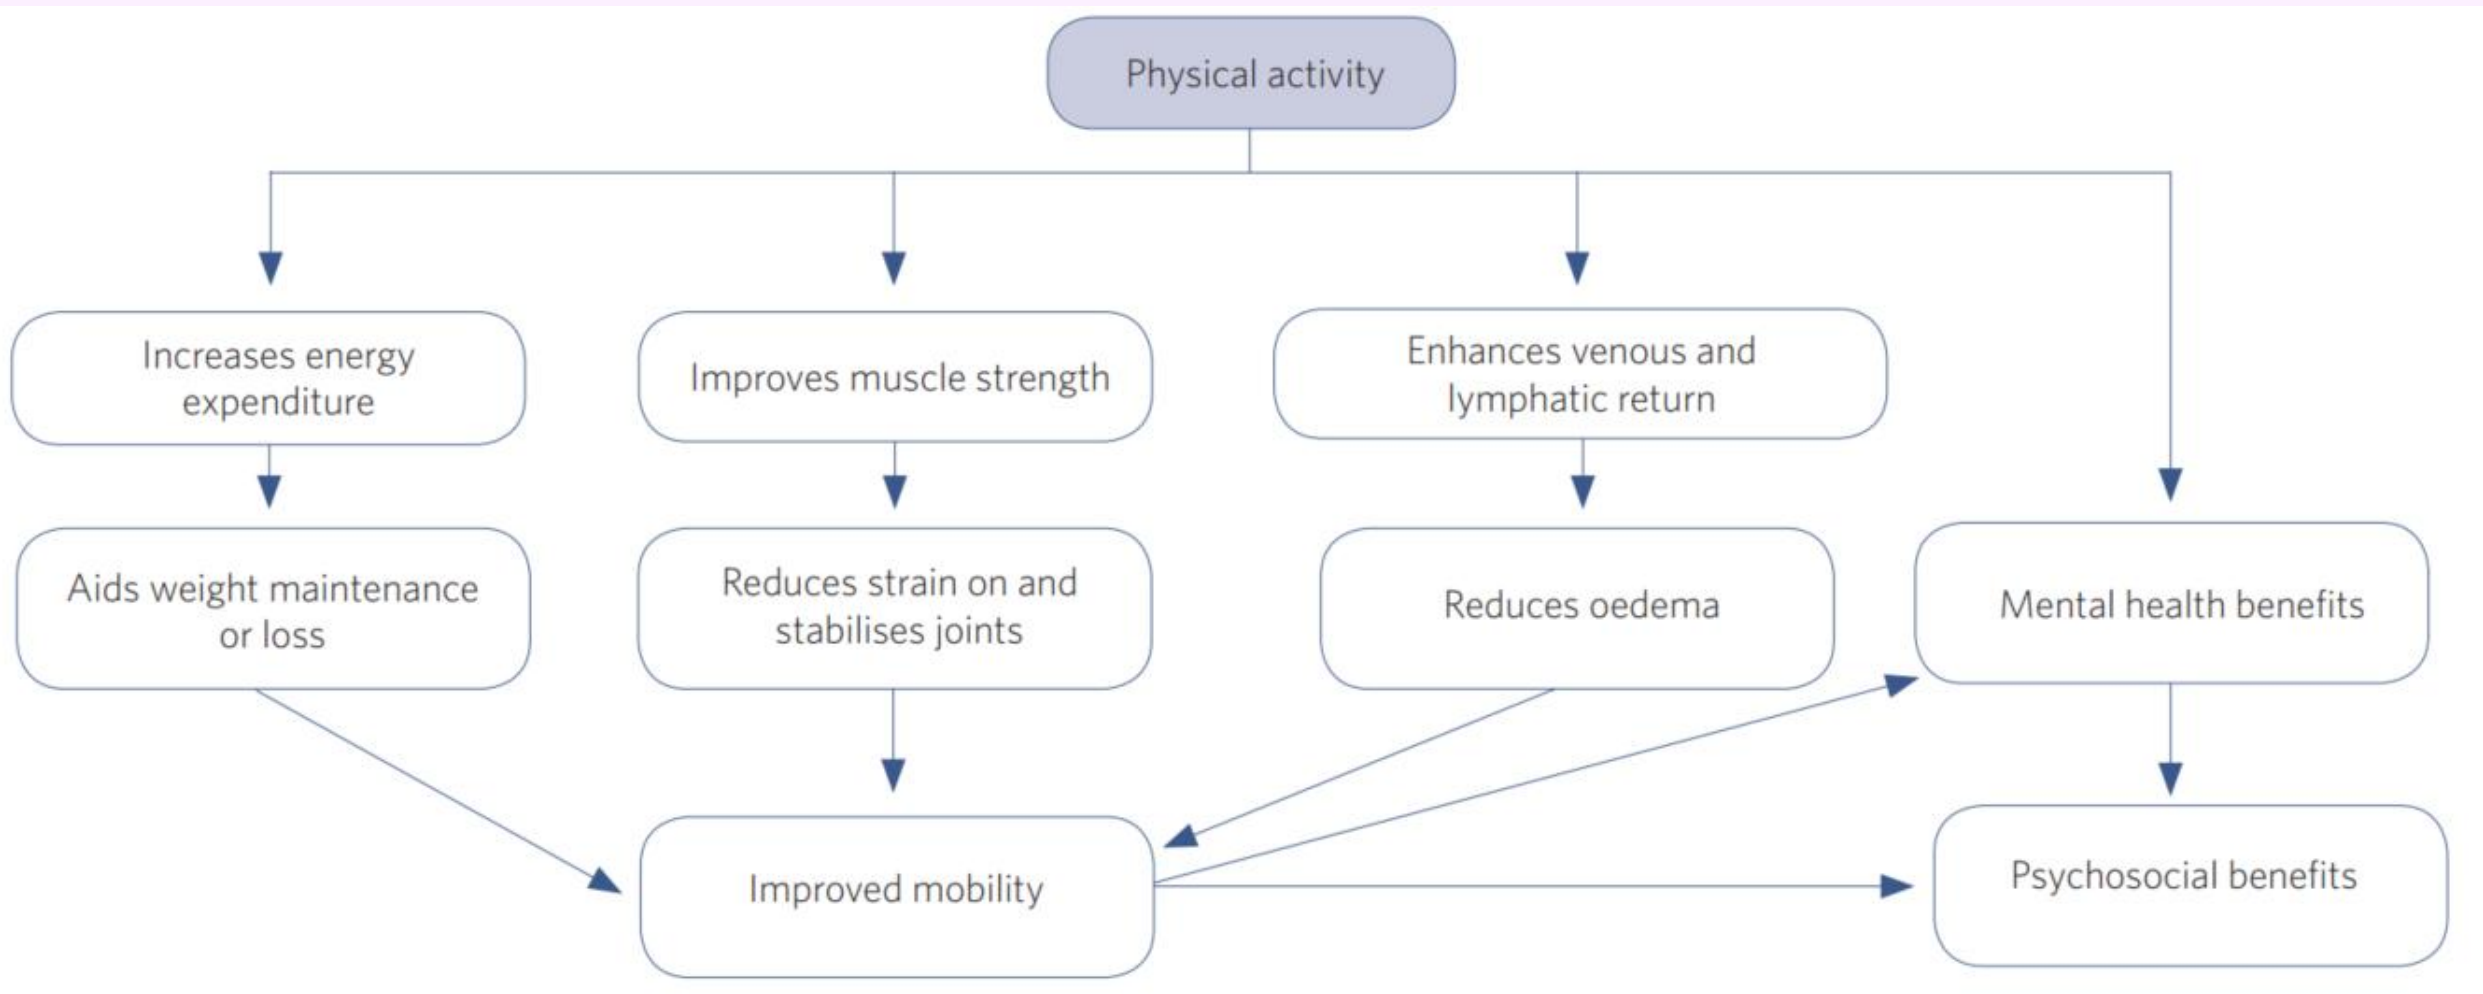 Physical activity
Increases energy
expenditure
Improves muscle strength
Enhances venous and
lymphatic return
Aids weight maintenance
or loss
Reduces strain on and
stabilises joints
Reduces oedema
Mental health benefits
Improved mobility
Psychosocial benefits